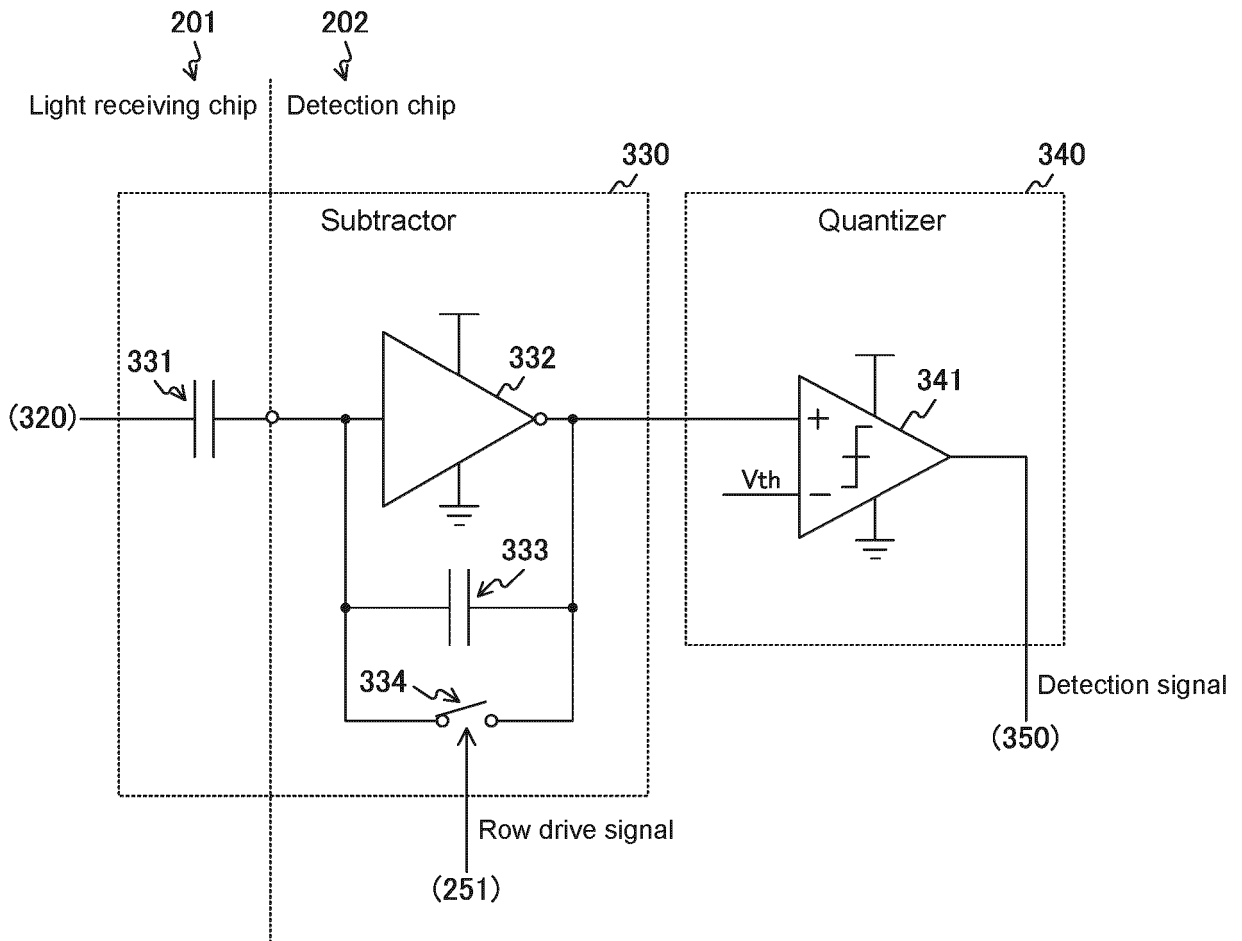 201
202
Light receiving chip
Detection chip
330
340
Subtractor
Quantizer
331
332
341
(320)
+
Vth
−
333
334
Detection signal
(350)
Row drive signal
(251)